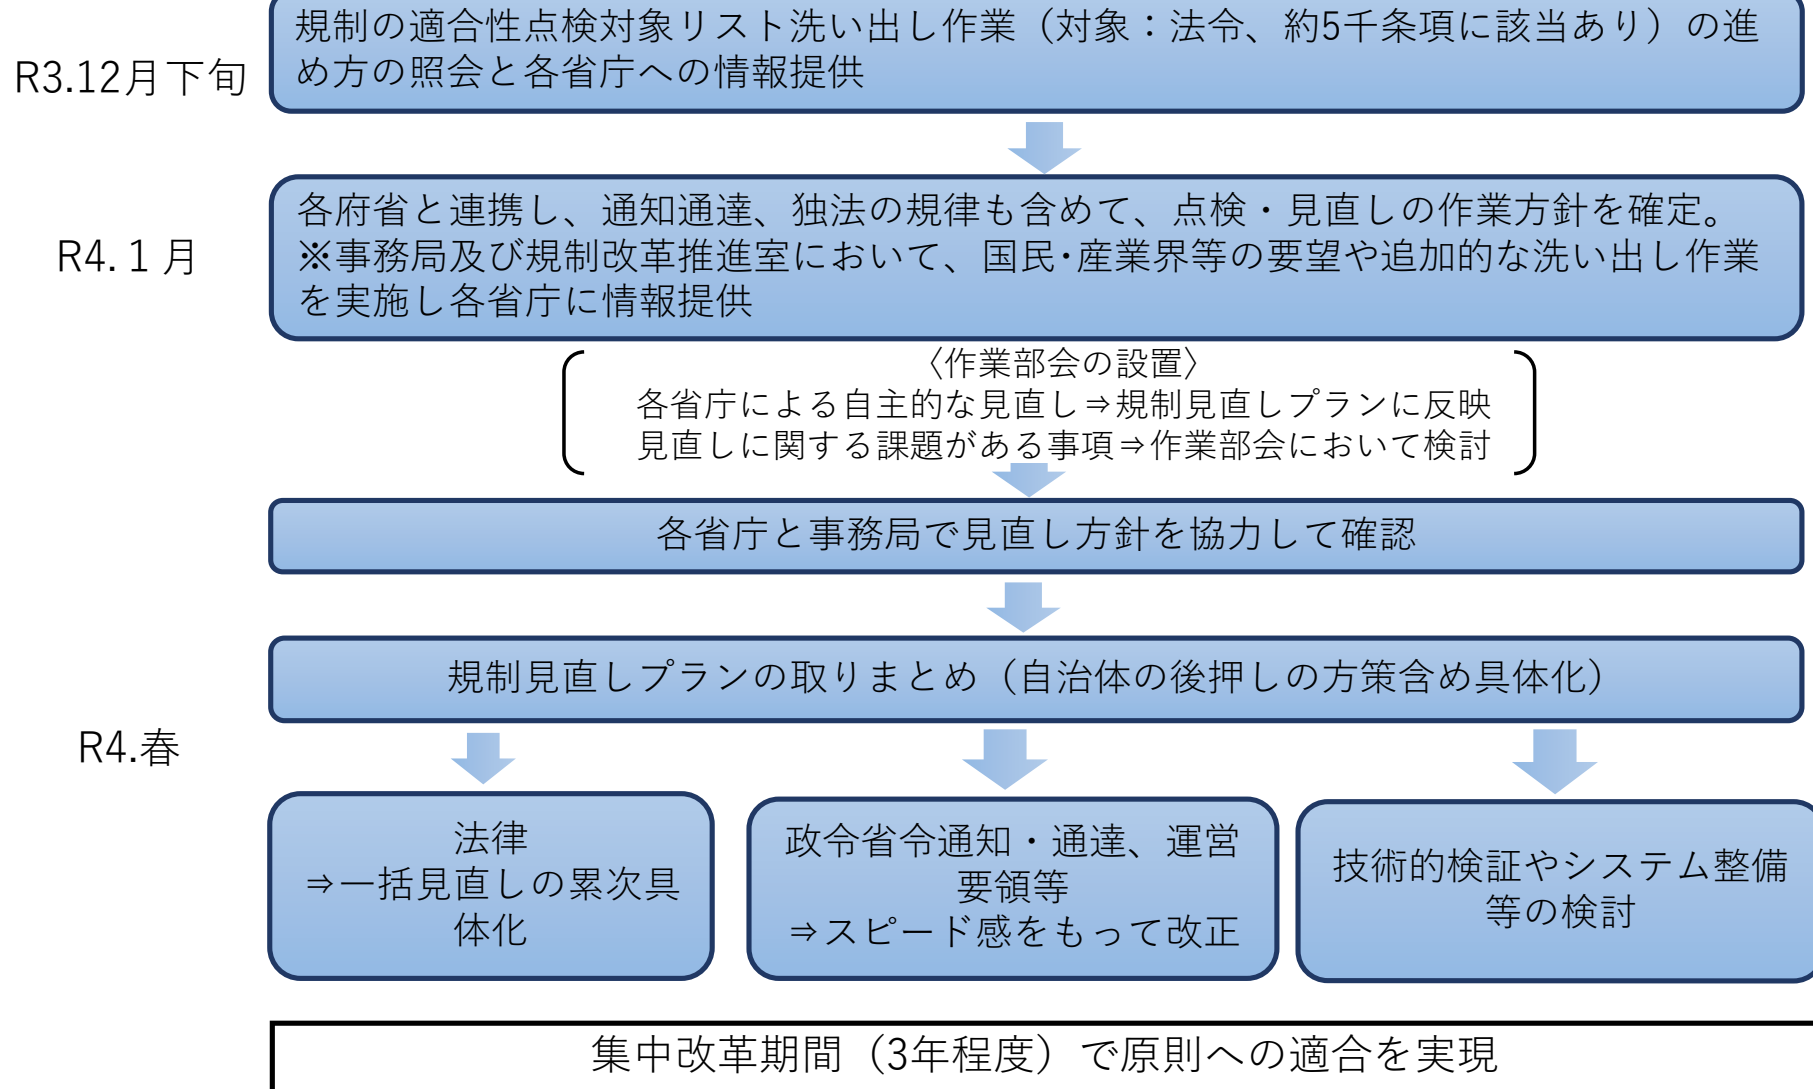 規制の適合性点検対象リスト洗い出し作業（対象：法令、約5千条項に該当あり）の進
め方の照会と各省庁への情報提供
R3.12月下旬
各府省と連携し、通知通達、独法の規律も含めて、点検・見直しの作業方針を確定。
※事務局及び規制改革推進室において、国民･産業界等の要望や追加的な洗い出し作業
を実施し各省庁に情報提供
R4.１月
〈作業部会の設置〉
各省庁による自主的な見直し⇒規制見直しプランに反映
見直しに関する課題がある事項⇒作業部会において検討
各省庁と事務局で見直し方針を協力して確認
規制見直しプランの取りまとめ（自治体の後押しの方策含め具体化）
R4.春
法律
⇒一括見直しの累次具
体化
政令省令通知・通達、運営
要領等
⇒スピード感をもって改正
技術的検証やシステム整備
等の検討
集中改革期間（3年程度）で原則への適合を実現